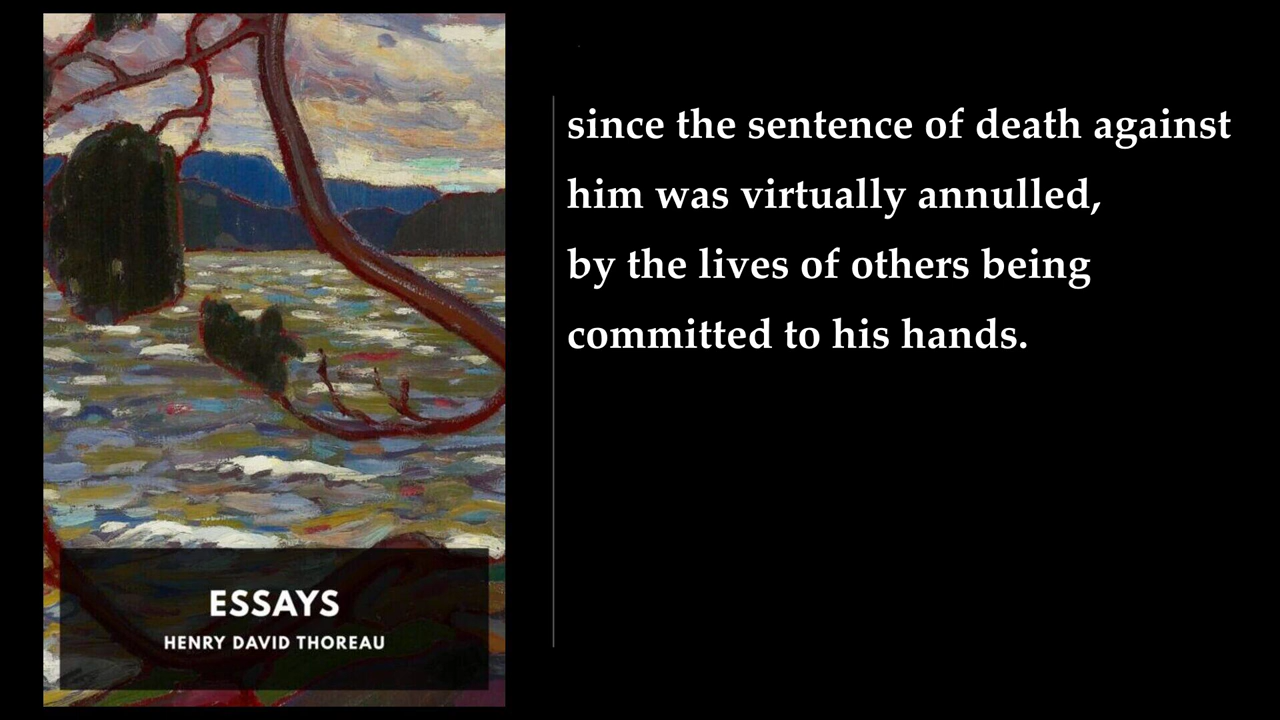 since the sentence of death against
him was virtually annulled,
by the lives of others being
committed to his hands.
ESSAYS
HENRY DAVID THOREAU